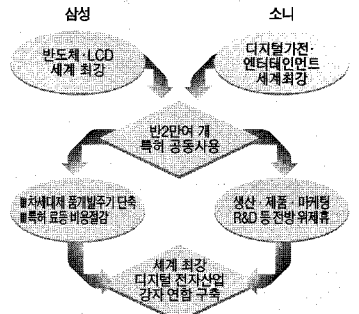 삼성
소니
반도체·LCD
세계 최강
디지털가전·
엔터테인먼트
세계최강
반2만여 개
특허 공동사용
■차세대제 품개발주기 단축
■특허 료등 비용절감
생산·제품·마케팅
R&D 등 전방 위제휴
세계 최강
디지털 전자산업
강자 연합 구축